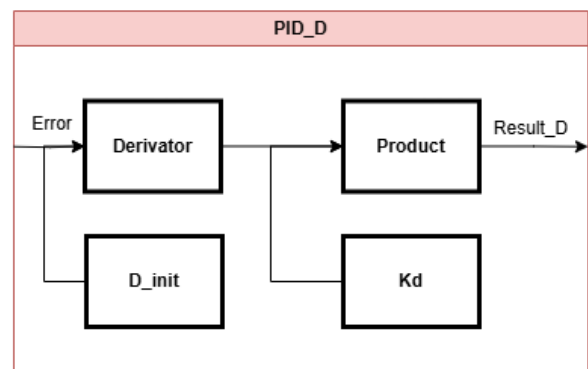 PID_D
Error
Derivator
Product
Result_D
D_init
Kd